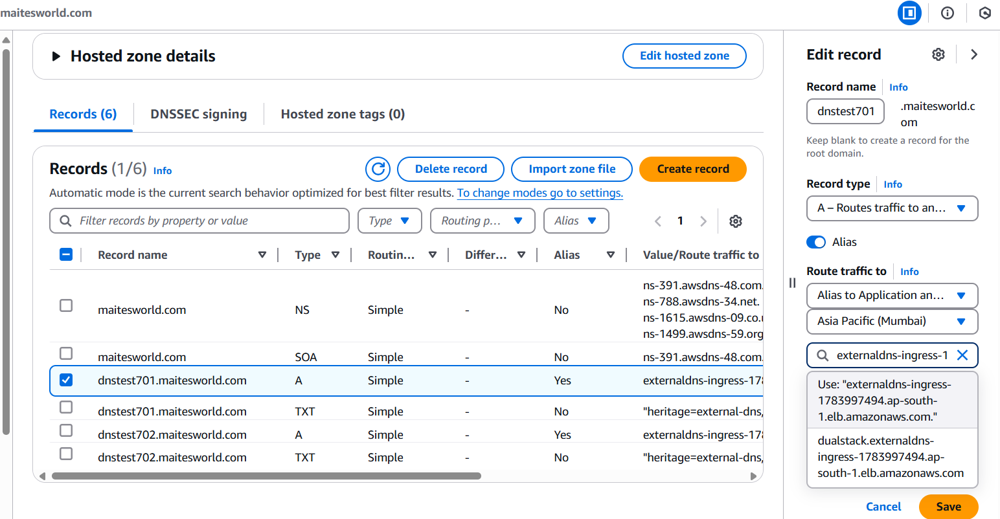 maitesworld.com
Hosted zone details
Edit hosted zone
Records (6)
DNSSEC signing
Hosted zone tags (0)
Records (1/6) Info
Delete record
Import zone file
Create record
Automatic mode is the current search behavior optimized for best filter results. To change modes go to settings.
Filter records by property or value
Type
Routing p...
Alias
1
Record name Type Routin... Differ... Alias Value/Route traffic to
ns-391.awsdns-48.com.
ns-788.awsdns-34.net.
maitesworld.com NS Simple - No
ns-1615.awsdns-09.co.u
ns-1499.awsdns-59.org
maitesworld.com SOA Simple - No ns-391.awsdns-48.com.
dnstest701.maitesworld.com A Simple - Yes externaldns-ingress-178
dnstest701.maitesworld.com TXT Simple - No "heritage=external-dns,
dnstest702.maitesworld.com A Simple - Yes externaldns-ingress-178
dnstest702.maitesworld.com TXT Simple - No "heritage=external-dns,
Edit record
Record name Info
dnstest701
.maitesworld.c
om
Keep blank to create a record for the
root domain.
Record type Info
A – Routes traffic to an...
Alias
Route traffic to Info
Alias to Application an...
Asia Pacific (Mumbai)
externaldns-ingress-1
Use: "externaldns-ingress-
1783997494.ap-south-
1.elb.amazonaws.com."
dualstack.externaldns-
ingress-1783997494.ap-
south-1.elb.amazonaws.com
Cancel
Save